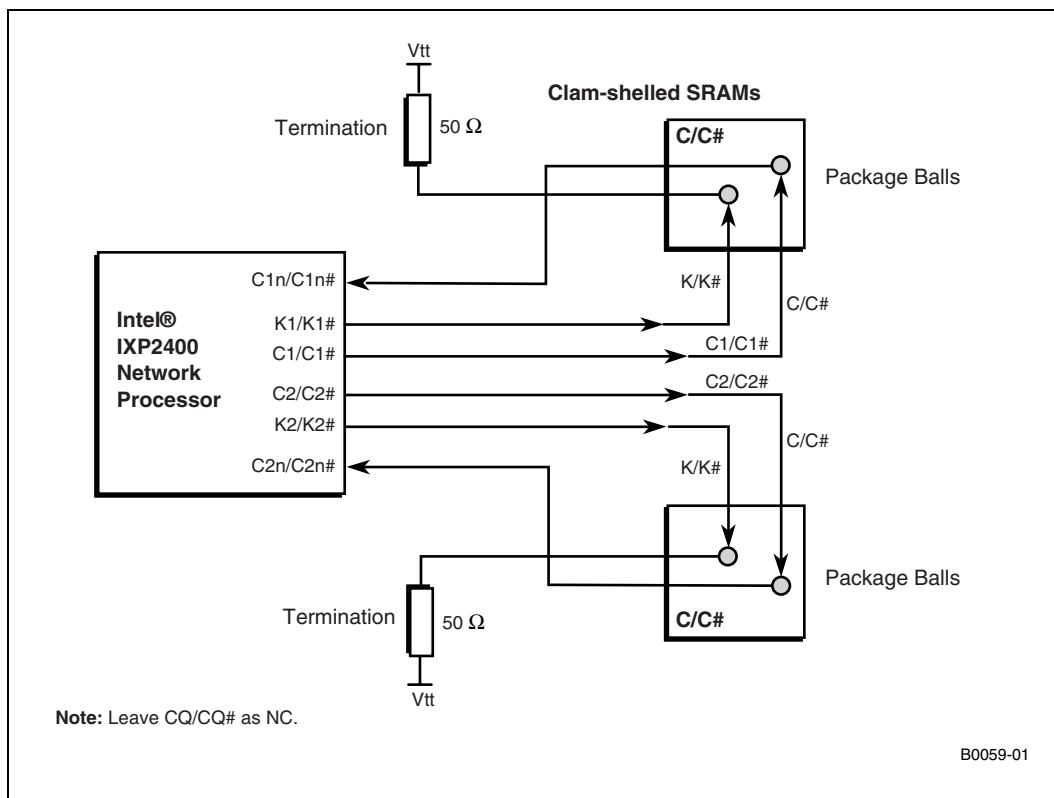 Vtt
Clam-shelled SRAMs
Termination
50 Ω
C/C#
Package Balls
C1n/C1n#
K/K#
C/C#
Intel®
IXP2400
Network
Processor
K1/K1#
C1/C1#
C1/C1#
C2/C2#
C2/C2#
K2/K2#
C/C#
C2n/C2n#
K/K#
Package Balls
Termination
50 Ω
C/C#
Vtt
Note: Leave CQ/CQ# as NC.
B0059-01